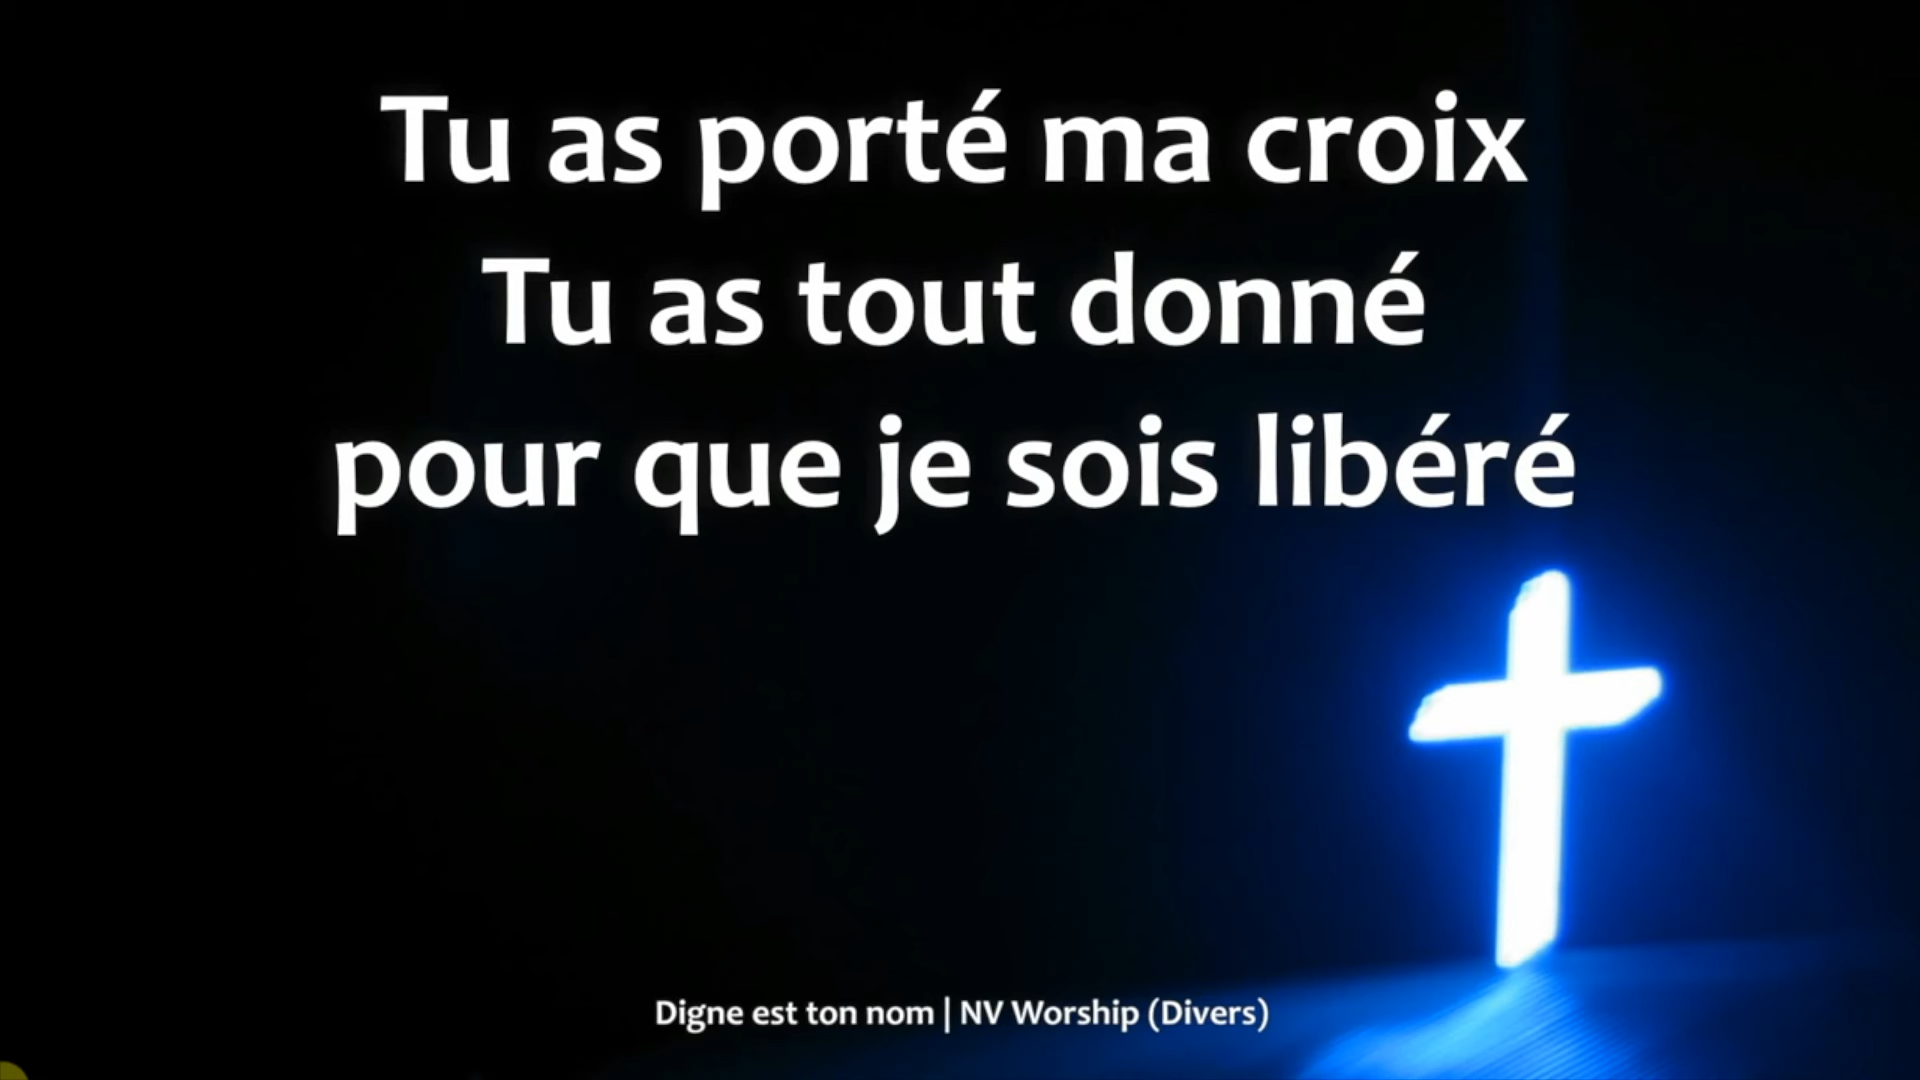 Tu as porté ma croix
Tu as tout donné
pour que je sois libéré
Digne est ton nom | NV Worship (Divers)